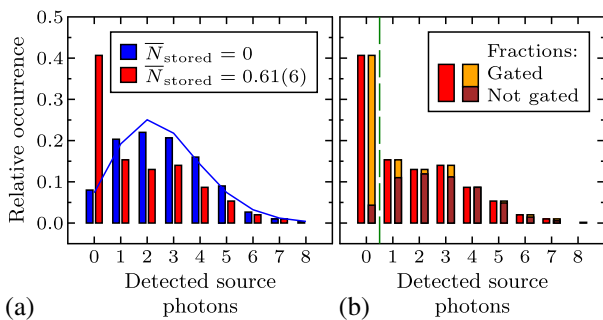 0.5
0.4
0.3
0.2
0.1
0.0
Relative occurrence
N̅stored = 0
N̅stored = 0.61(6)
0 1 2 3 4 5 6 7 8
Detected source
photons
(a)
Fractions:
Gated
Not gated
0 1 2 3 4 5 6 7 8
Detected source
photons
(b)